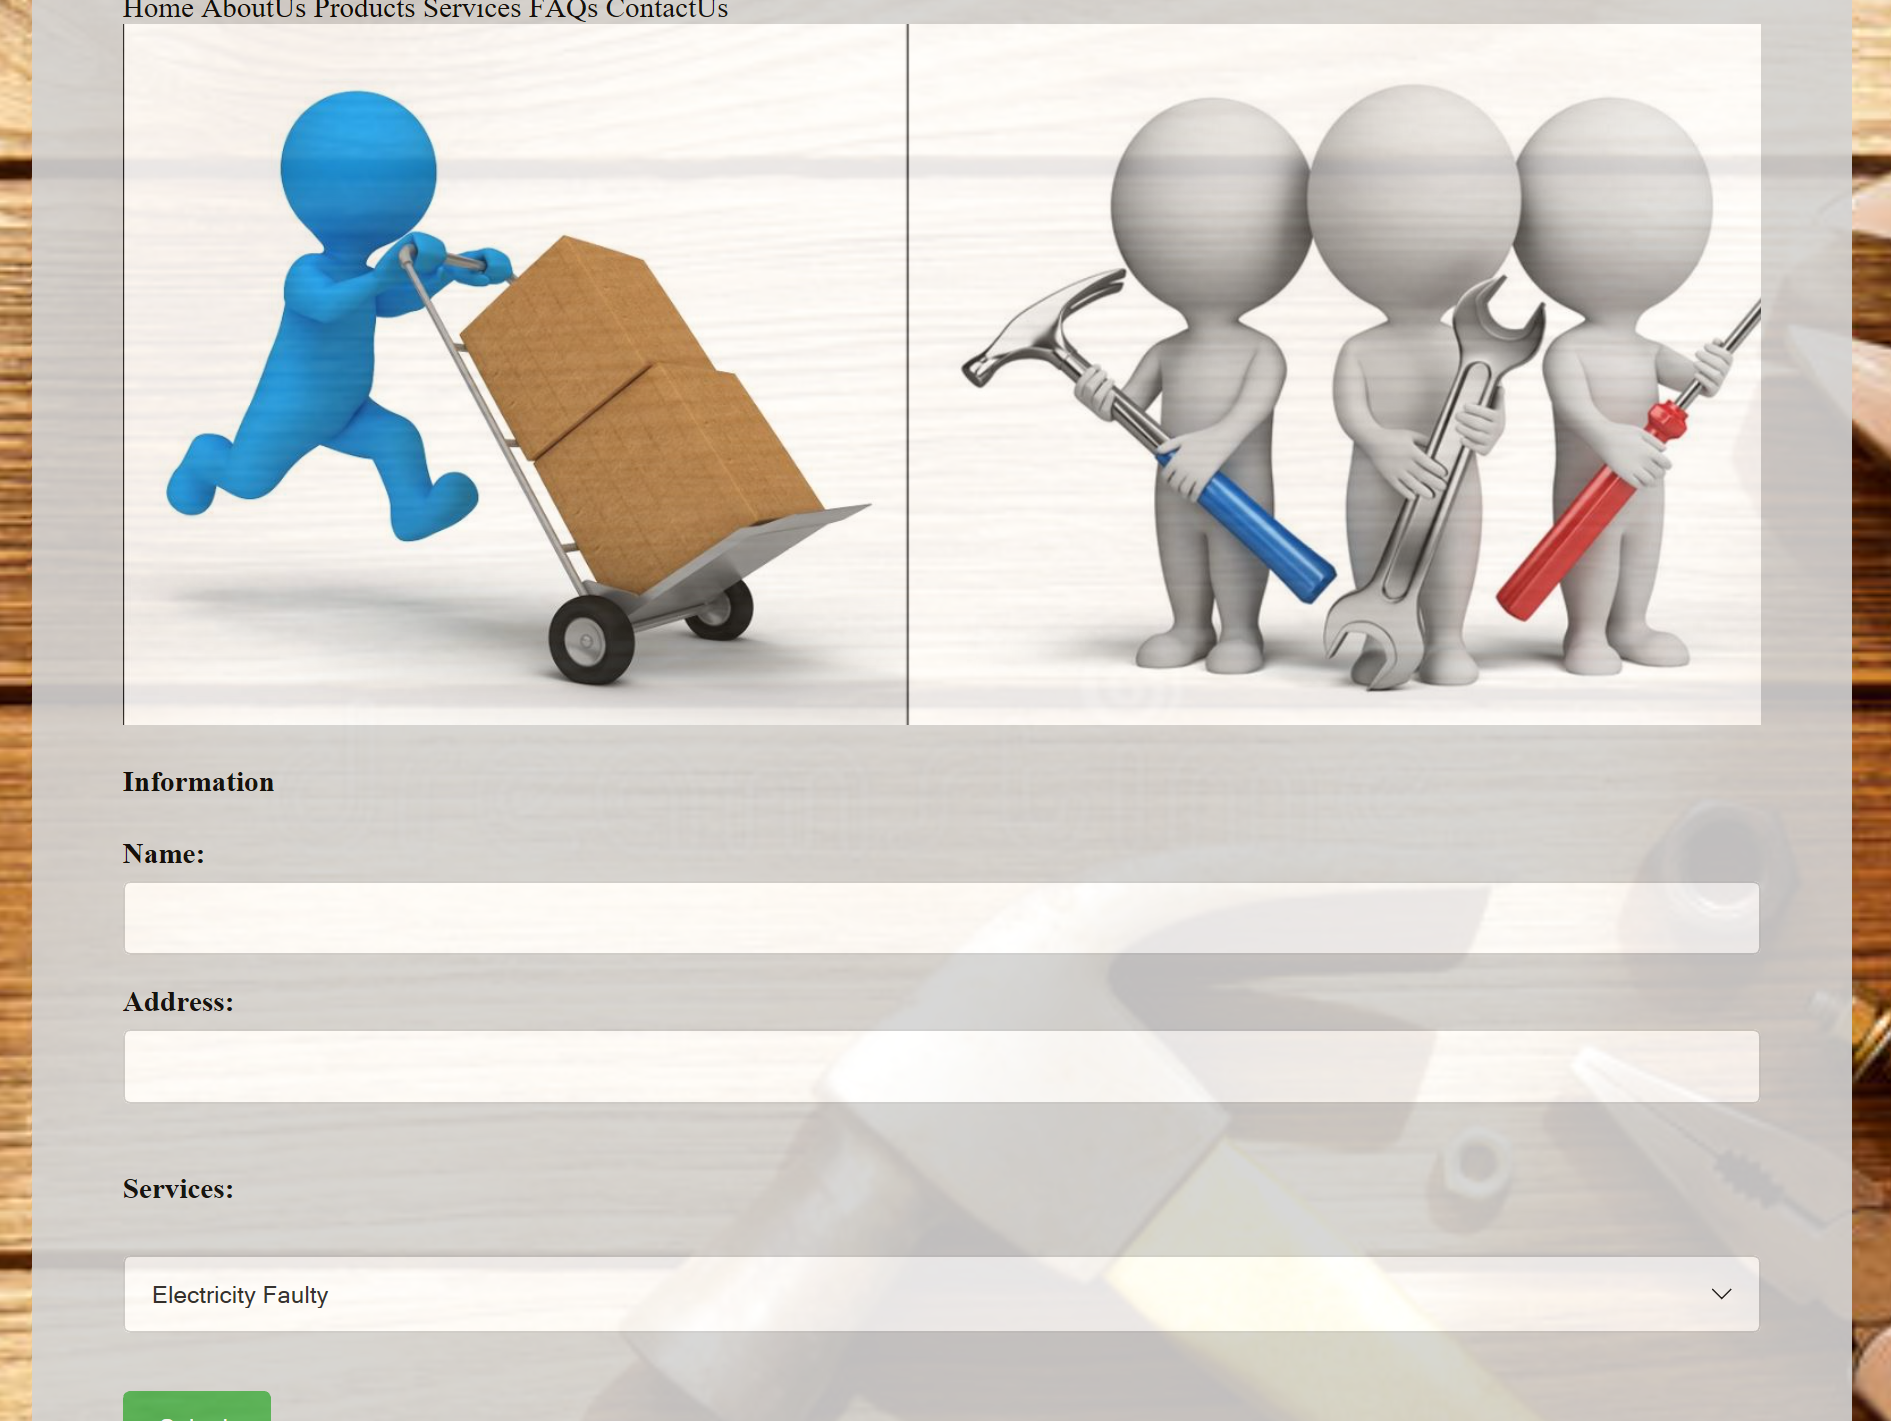 Home AboutUs Products Services FAQs ContactUs
Information
Name:
Address:
Services:
Electricity Faulty